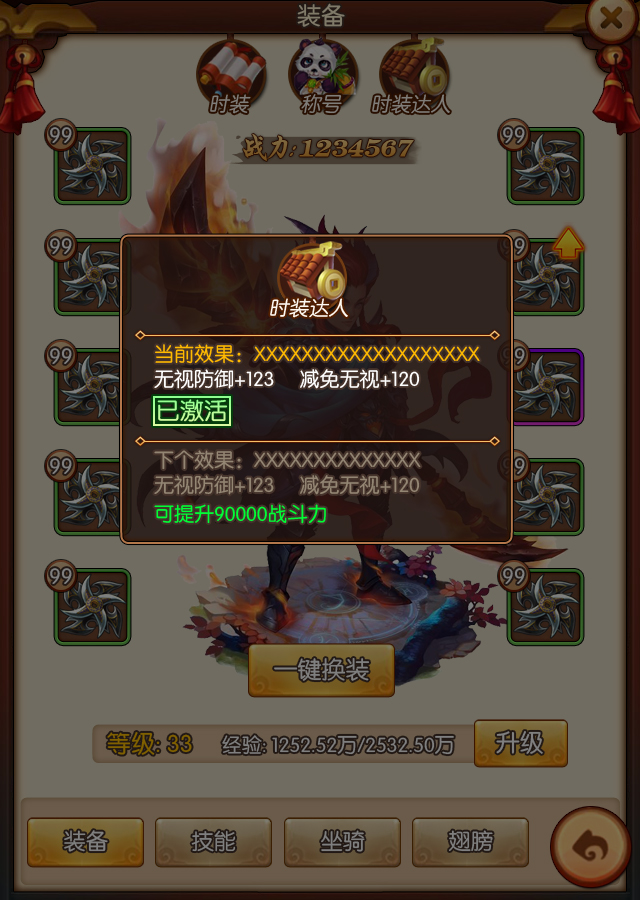 装备
时装 称号 时装达人
战力:1234567
99 99
99 99
时装达人
当前效果：XXXXXXXXXXXXXXXXXXX
99 99
无视防御+123 减免无视+120
已激活
下个效果：XXXXXXXXXXXXXX
99 99
无视防御+123 减免无视+120
可提升90000战斗力
99 99
一键换装
等级: 33 经验: 1252.52万/2532.50万 升级
装备 技能 坐骑 翅膀